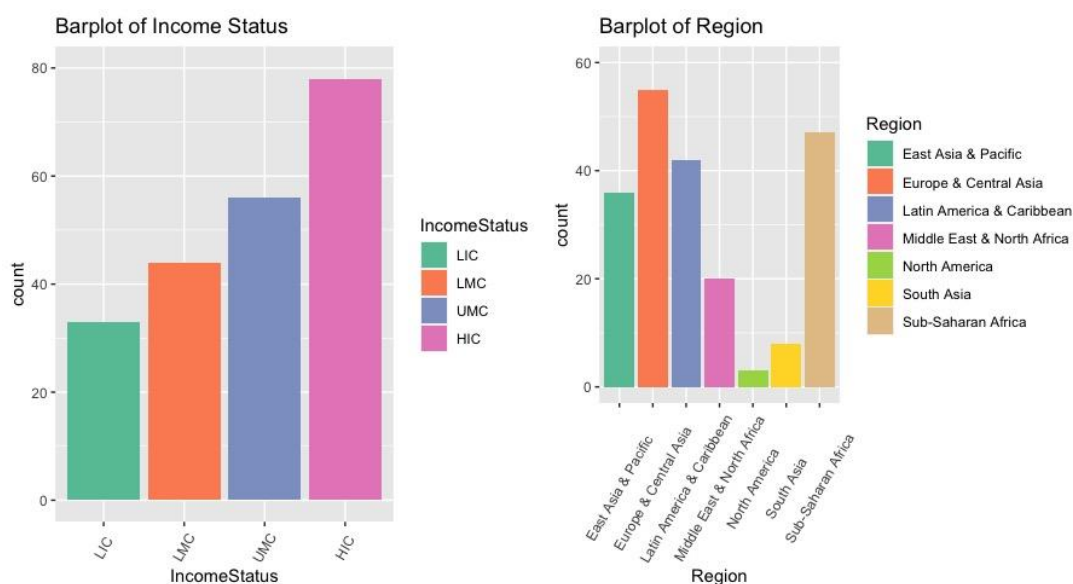 Barplot of Income Status
80
60
40
20
0
count
LIC
LMC
UMC
HIC
IncomeStatus
IncomeStatus
LIC
LMC
UMC
HIC
Barplot of Region
60
40
20
0
count
East Asia & Pacific
Europe & Central Asia
Latin America & Caribbean
Middle East & North Africa
North America
South Asia
Sub-Saharan Africa
Region
Region
East Asia & Pacific
Europe & Central Asia
Latin America & Caribbean
Middle East & North Africa
North America
South Asia
Sub-Saharan Africa